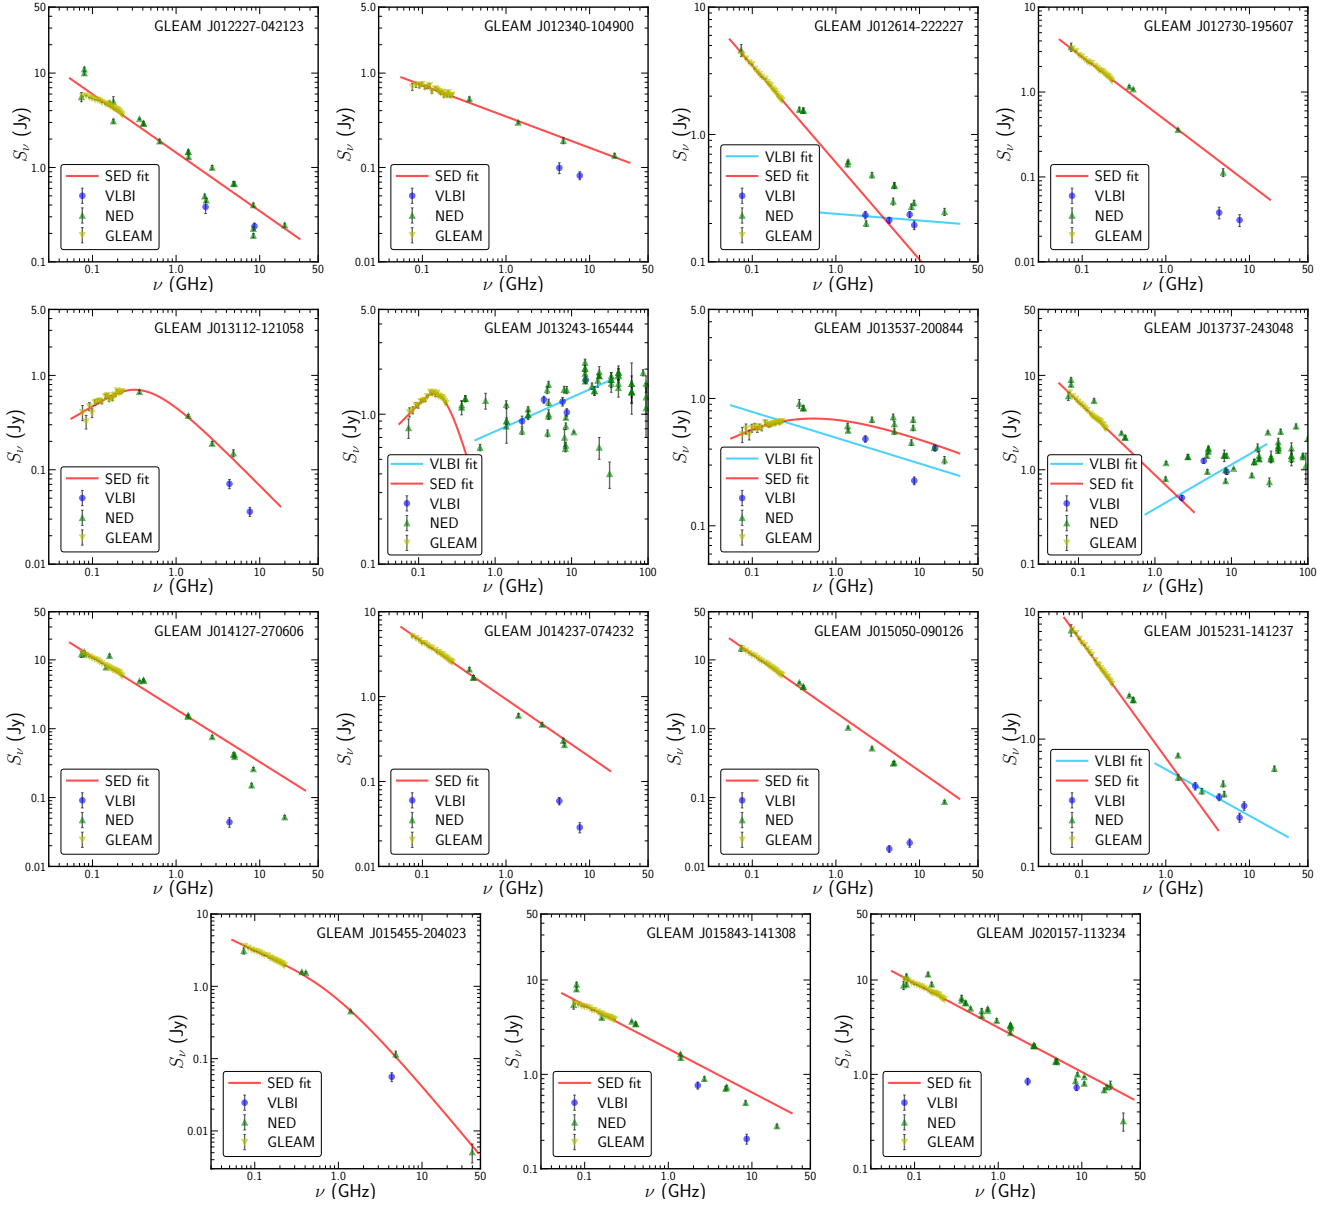 GLEAM J012227-042123
S_ν (Jy)
50
10
1.0
0.1
SED fit
VLBI
NED
GLEAM
0.1 1.0 10 50
ν (GHz)
GLEAM J012340-104900
S_ν (Jy)
5.0
1.0
0.1
0.01
SED fit
VLBI
NED
GLEAM
0.1 1.0 10 50
ν (GHz)
GLEAM J012614-222227
S_ν (Jy)
10
1.0
0.1
VLBI fit
SED fit
VLBI
NED
GLEAM
0.1 1.0 10 50
ν (GHz)
GLEAM J012730-195607
S_ν (Jy)
10
1.0
0.1
0.01
SED fit
VLBI
NED
GLEAM
0.1 1.0 10 50
ν (GHz)
GLEAM J013112-121058
S_ν (Jy)
5.0
1.0
0.1
0.01
SED fit
VLBI
NED
GLEAM
0.1 1.0 10 50
ν (GHz)
GLEAM J013243-165444
S_ν (Jy)
5.0
1.0
0.1
VLBI fit
SED fit
VLBI
NED
GLEAM
0.1 1.0 10 100
ν (GHz)
GLEAM J013537-200844
S_ν (Jy)
5.0
1.0
0.1
VLBI fit
SED fit
VLBI
NED
GLEAM
0.1 1.0 10 50
ν (GHz)
GLEAM J013737-243048
S_ν (Jy)
50
10
1.0
0.1
VLBI fit
SED fit
VLBI
NED
GLEAM
0.1 1.0 10 100
ν (GHz)
GLEAM J014127-270606
S_ν (Jy)
50
10
1.0
0.1
0.01
SED fit
VLBI
NED
GLEAM
0.1 1.0 10 50
ν (GHz)
GLEAM J014237-074232
S_ν (Jy)
10
1.0
0.1
0.01
SED fit
VLBI
NED
GLEAM
0.1 1.0 10 50
ν (GHz)
GLEAM J015050-090126
S_ν (Jy)
50
10
1.0
0.1
0.01
SED fit
VLBI
NED
GLEAM
0.1 1.0 10 50
ν (GHz)
GLEAM J015231-141237
S_ν (Jy)
10
1.0
0.1
VLBI fit
SED fit
VLBI
NED
GLEAM
0.1 1.0 10 50
ν (GHz)
GLEAM J015455-204023
S_ν (Jy)
10
1.0
0.1
0.01
SED fit
VLBI
NED
GLEAM
0.1 1.0 10 50
ν (GHz)
GLEAM J015843-141308
S_ν (Jy)
50
10
1.0
0.1
SED fit
VLBI
NED
GLEAM
0.1 1.0 10 50
ν (GHz)
GLEAM J020157-113234
S_ν (Jy)
50
10
1.0
0.1
SED fit
VLBI
NED
GLEAM
0.1 1.0 10 50
ν (GHz)